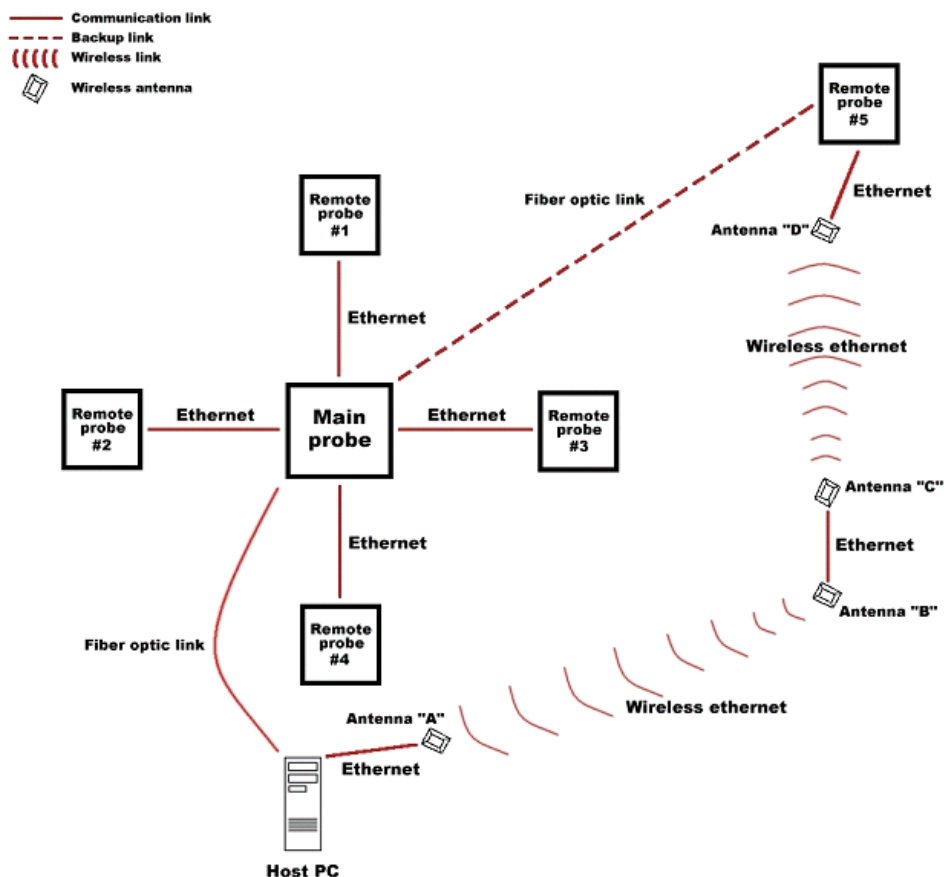 Communication link
Backup link
Wireless link
Wireless antenna
Remote
probe
#5
Ethernet
Fiber optic link
Antenna "D"
Remote
probe
#1
Ethernet
Wireless ethernet
Remote
probe
#2
Ethernet
Main
probe
Ethernet
Remote
probe
#3
Antenna "C"
Ethernet
Ethernet
Antenna "B"
Remote
probe
#4
Fiber optic link
Wireless ethernet
Antenna "A"
Ethernet
Host PC